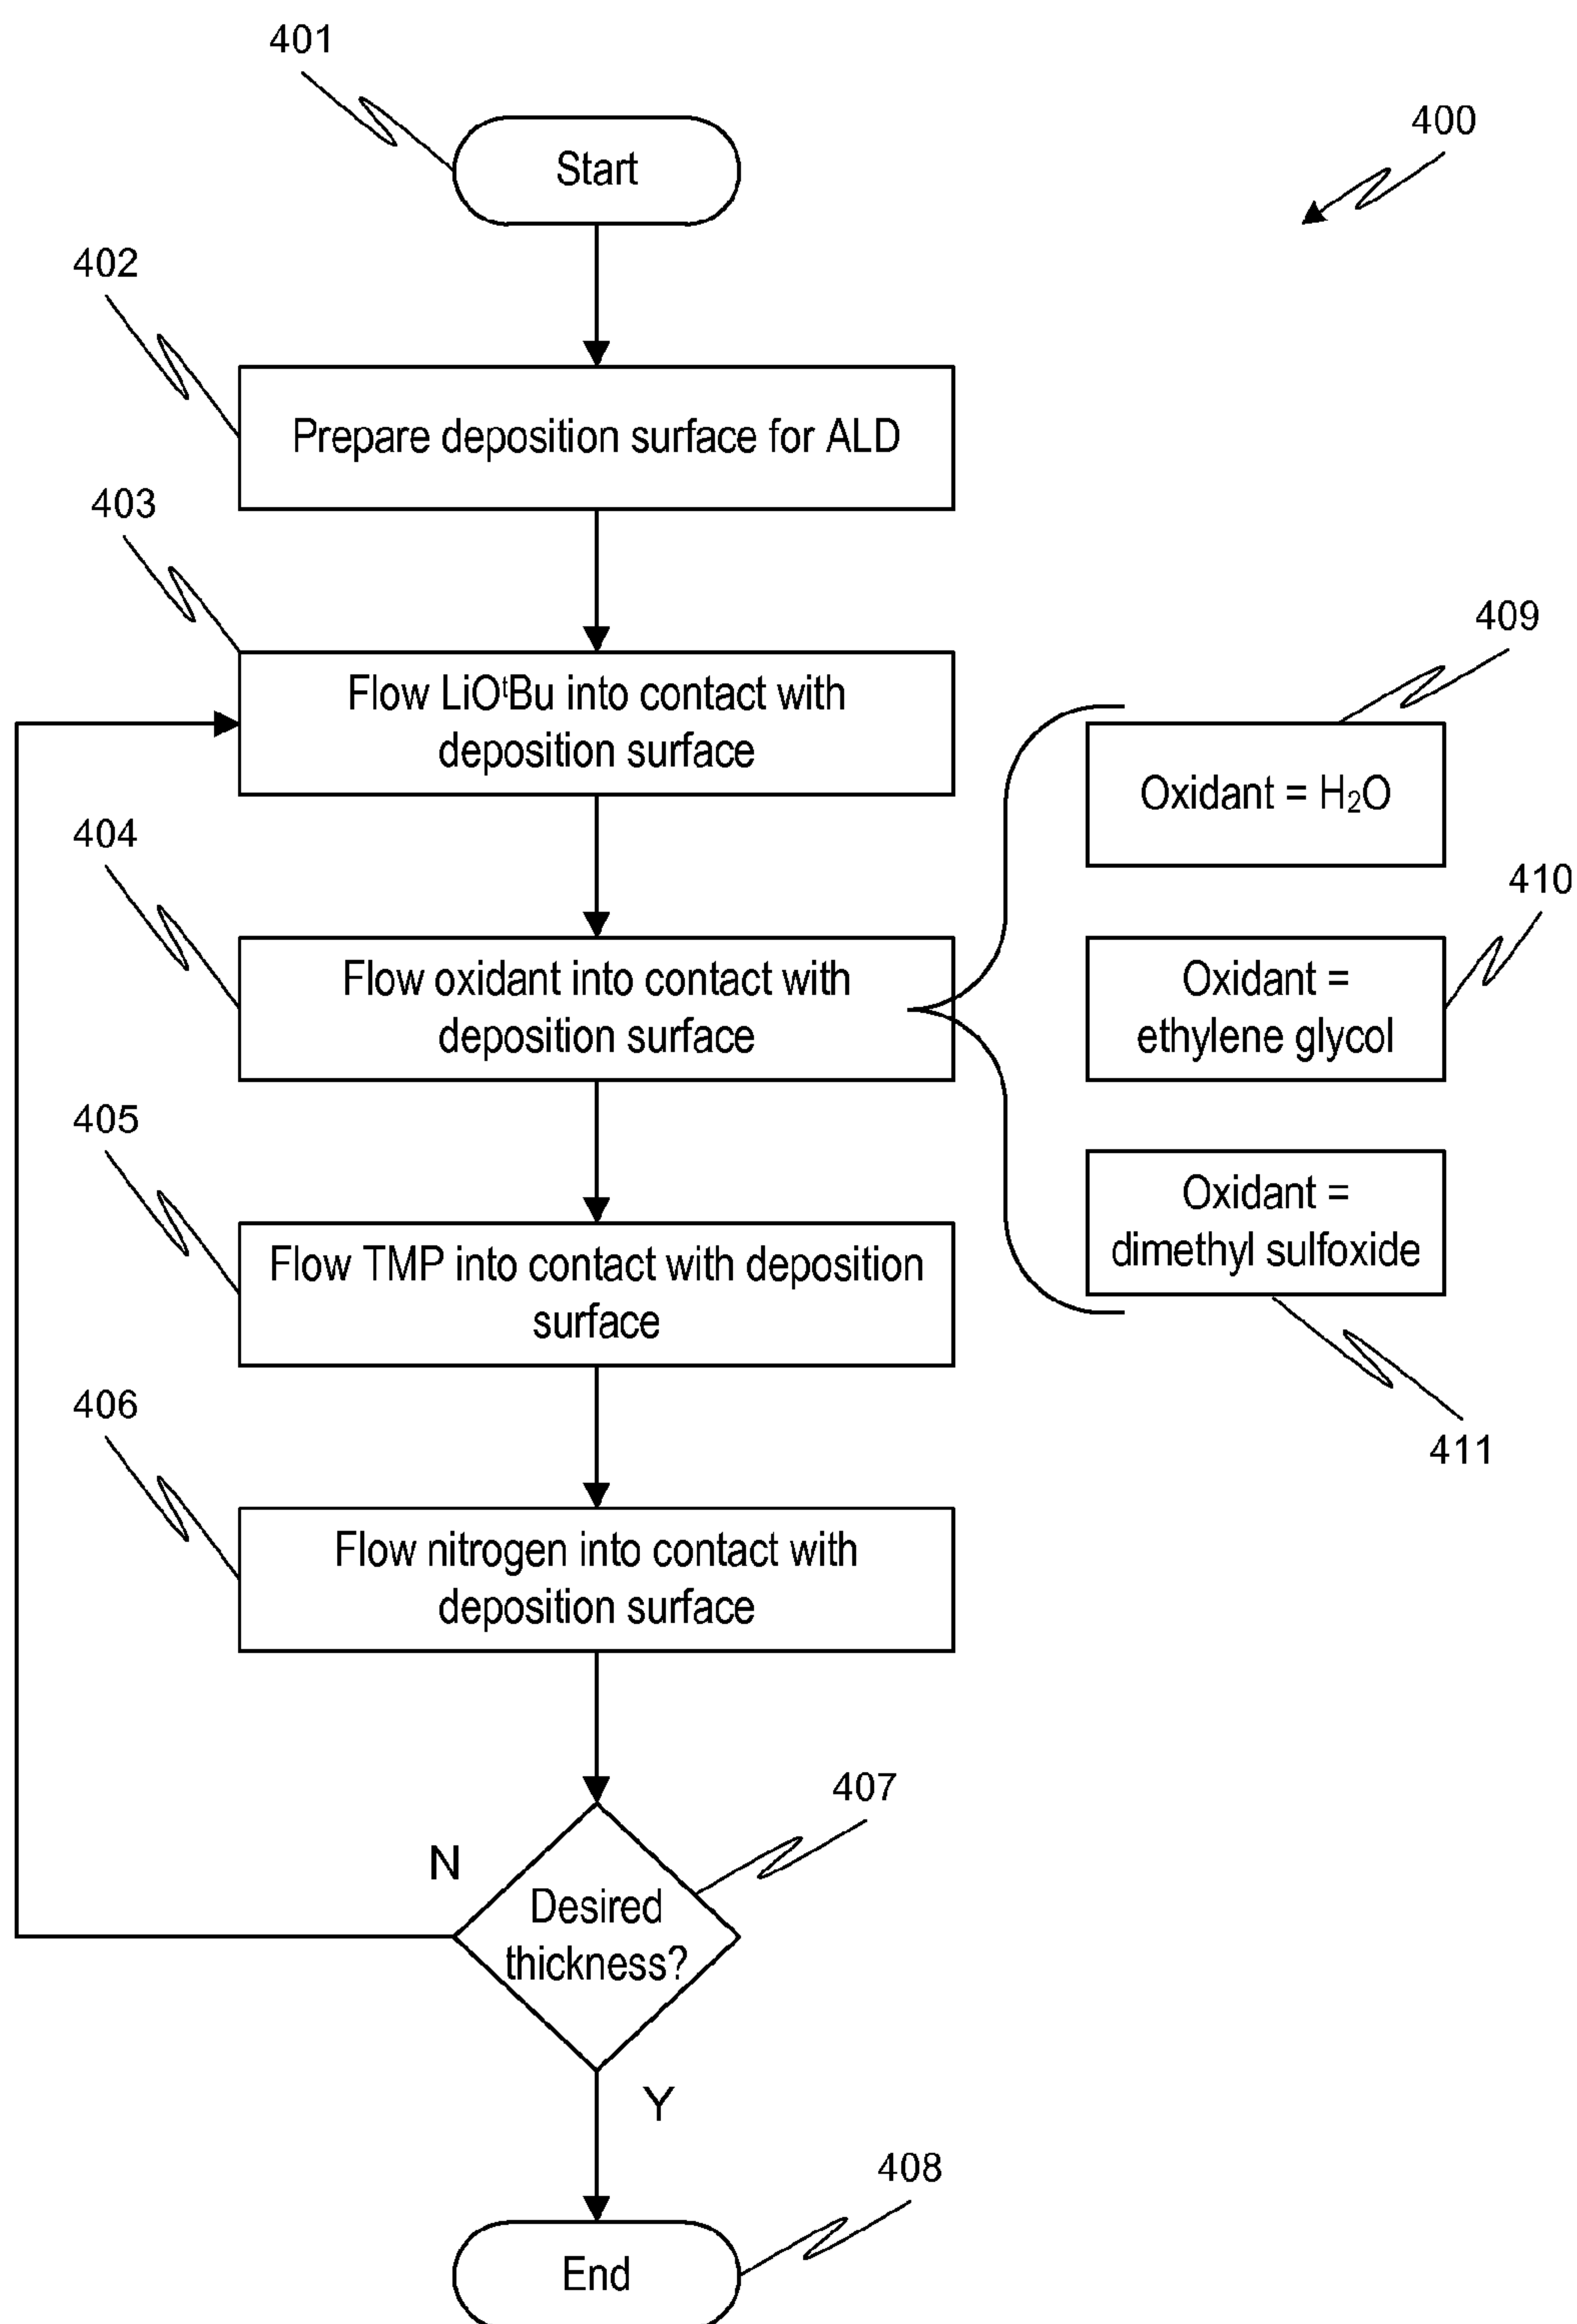 401
Start
400
402
Prepare deposition surface for ALD
403
Flow LiOᵗBu into contact with
deposition surface
409
Oxidant = H₂O
404
Flow oxidant into contact with
deposition surface
410
Oxidant =
ethylene glycol
405
Flow TMP into contact with deposition
surface
Oxidant =
dimethyl sulfoxide
411
406
Flow nitrogen into contact with
deposition surface
407
N
Desired
thickness?
Y
408
End